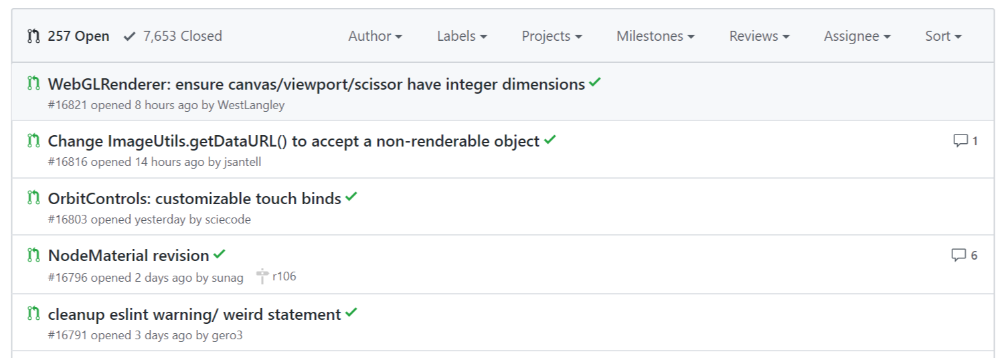 257 Open 7,653 Closed Author Labels Projects Milestones Reviews Assignee Sort
WebGLRenderer: ensure canvas/viewport/scissor have integer dimensions
#16821 opened 8 hours ago by WestLangley
Change ImageUtils.getDataURL() to accept a non-renderable object 1
#16816 opened 14 hours ago by jsantell
OrbitControls: customizable touch binds
#16803 opened yesterday by sciecode
NodeMaterial revision 6
#16796 opened 2 days ago by sunag r106
cleanup eslint warning/ weird statement
#16791 opened 3 days ago by gero3